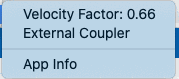 Velocity Factor: 0.66
External Coupler
App Info